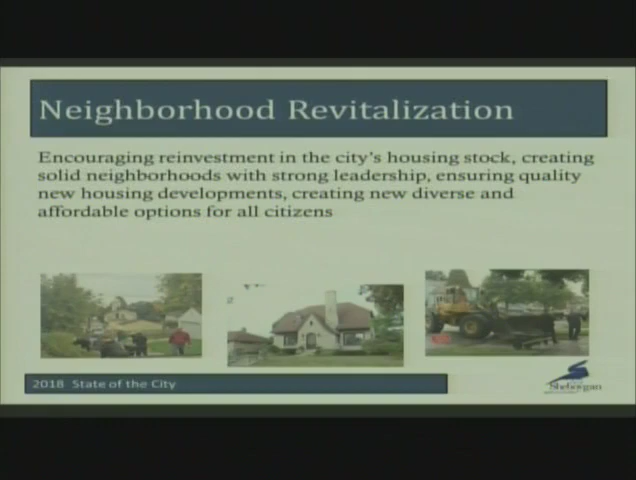 Neighborhood Revitalization
Encouraging reinvestment in the city's housing stock, creating
solid neighborhoods with strong leadership, ensuring quality
new housing developments, creating new diverse and
affordable options for all citizens
2018 State of the City
Sheboygan